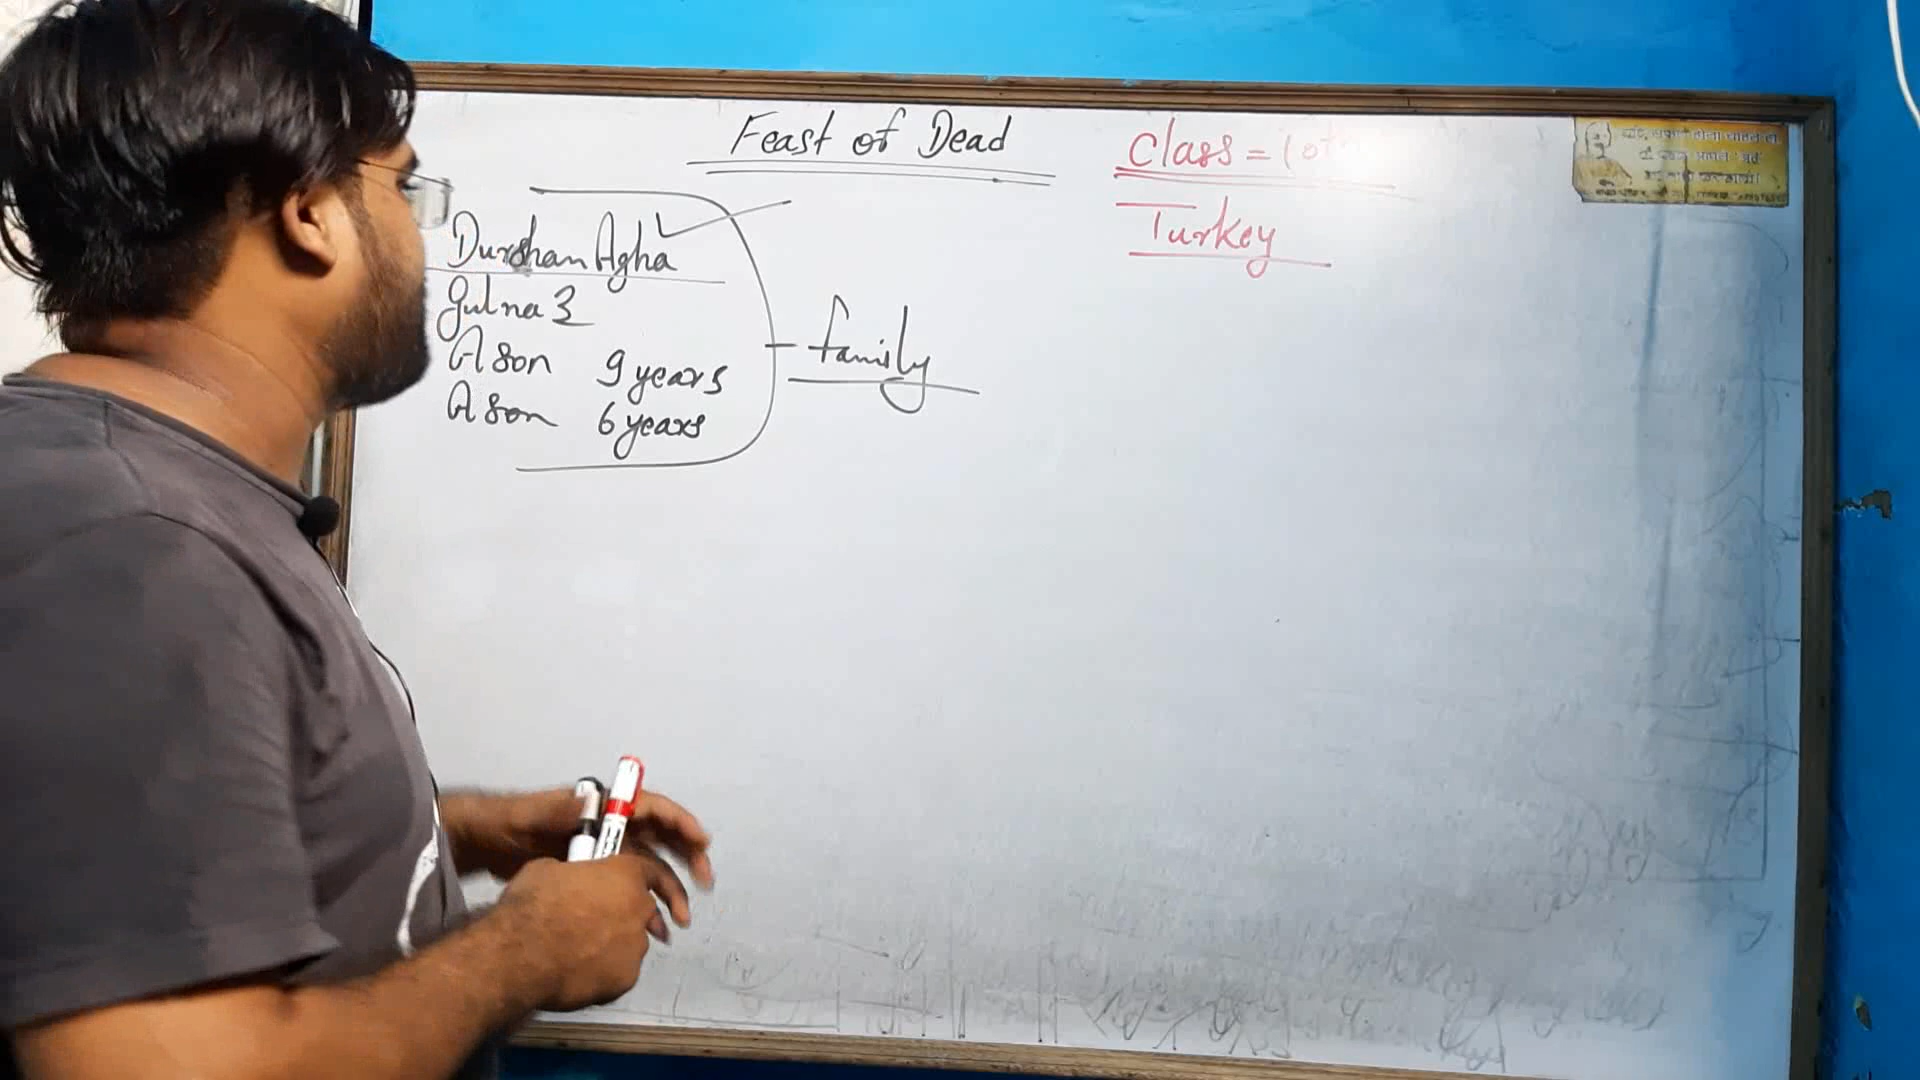 Feast of Dead
Class = 10th
Turkey
Durshan Agha
Gulnaz
A son 9 years
A son 6 years
family